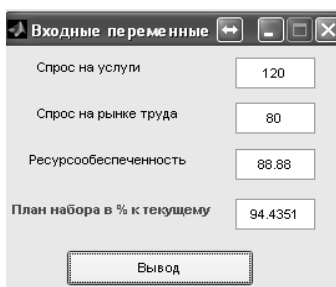 Входные переменные
Спрос на услуги 120
Спрос на рынке труда 80
Ресурсообеспеченность 88.88
План набора в % к текущему 94.4351
Вывод